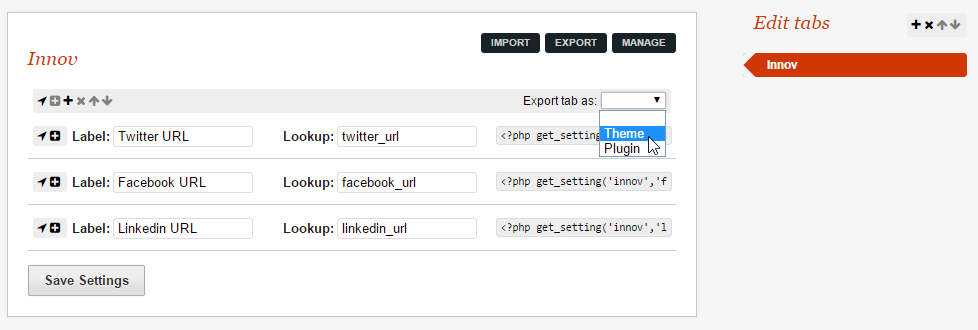 Edit tabs
Innov
IMPORT EXPORT MANAGE
Innov
Export tab as:
Theme
Plugin
Label: Twitter URL Lookup: twitter_url <?php get_setting(
Label: Facebook URL Lookup: facebook_url <?php get_setting('innov','f
Label: Linkedin URL Lookup: linkedin_url <?php get_setting('innov','l
Save Settings